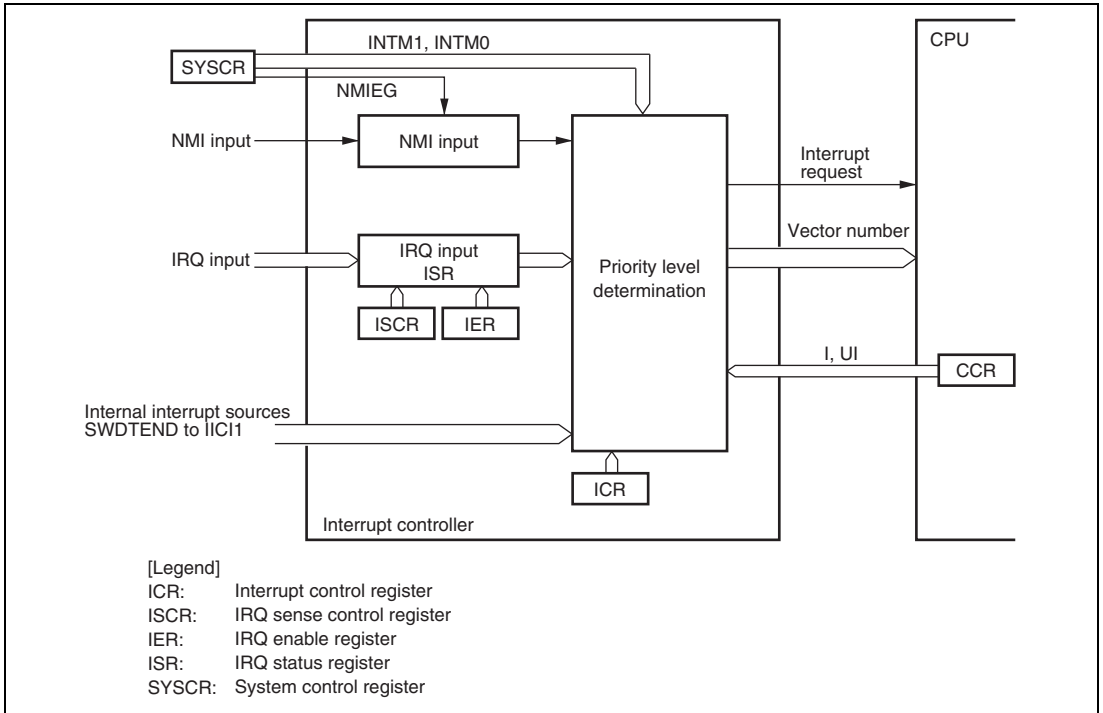 INTM1, INTM0
CPU
SYSCR
NMIEG
NMI input
NMI input
Interrupt
request
Vector number
IRQ input
IRQ input
ISR
Priority level
determination
ISCR
IER
I, UI
CCR
Internal interrupt sources
SWDTEND to IICI1
ICR
Interrupt controller
[Legend]
ICR: Interrupt control register
ISCR: IRQ sense control register
IER: IRQ enable register
ISR: IRQ status register
SYSCR: System control register